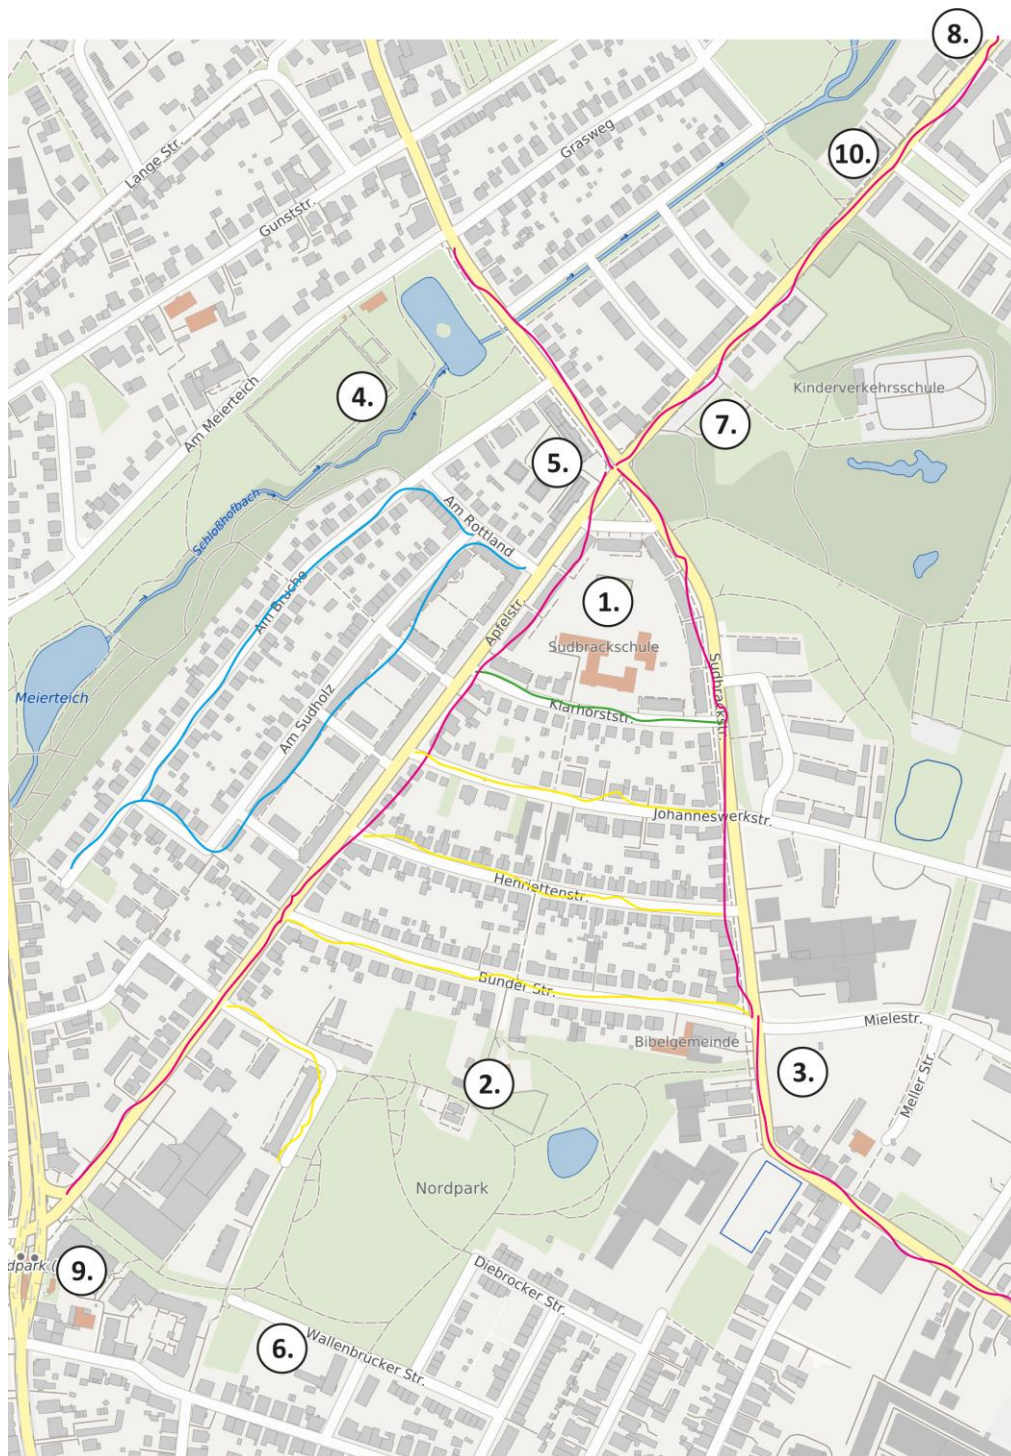 8.
10.
Lange Str.
Grasweg
Gunststr.
4.
Kinderverkehrsschule
Am Meierteich
7.
5.
Schloßhofbach
Am Rottland
Am Bruche
1.
Apfelstr.
Sudbrackschule
Sudbrackstr.
Meierteich
Am Sudholz
Klarhorststr.
Johanneswerkstr.
Henriettenstr.
Bünder Str.
Mielestr.
Bibelgemeinde
2.
3.
Meller Str.
Nordpark
dpark (
9.
Diebrocker Str.
6.
Wallenbrücker Str.